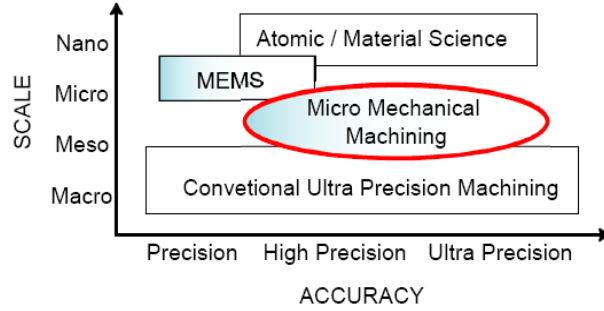 Nano
Atomic / Material Science
MEMS
Micro
Micro Mechanical
Machining
SCALE
Meso
Macro
Convetional Ultra Precision Machining
Precision
High Precision
Ultra Precision
ACCURACY